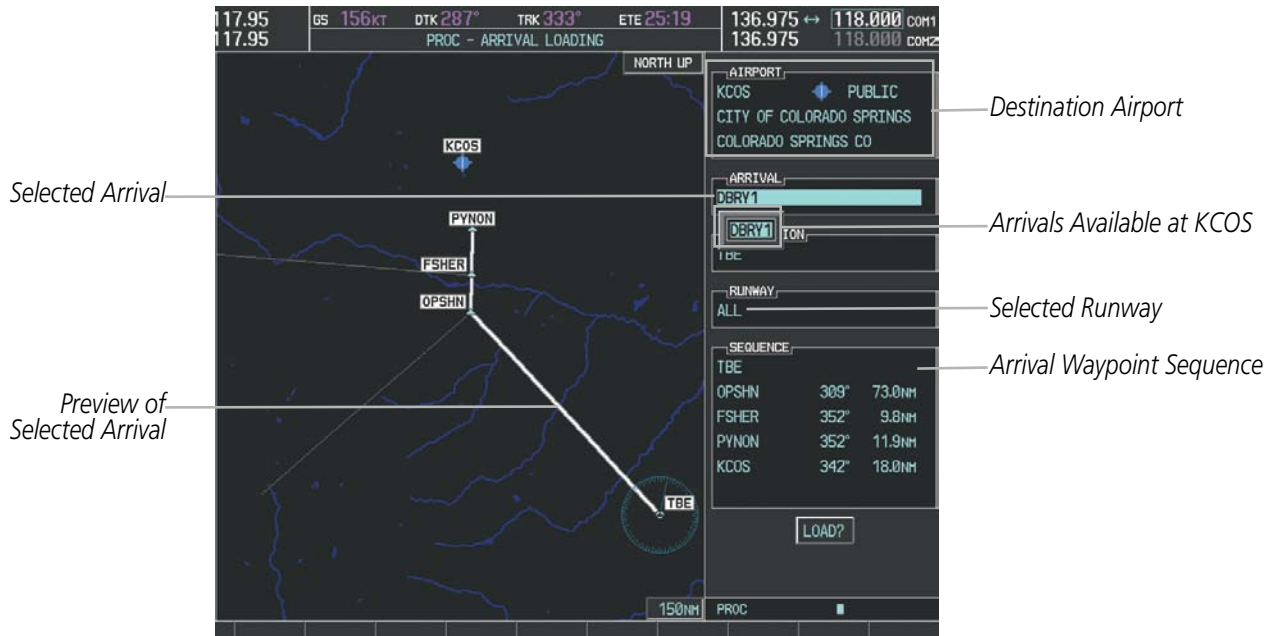 117.95 GS 156KT DTK 287° TRK 333° ETE 25:19 136.975 ↔ 118.000 COM1
117.95 PROC – ARRIVAL LOADING 136.975 118.000 COM2
NORTH UP
AIRPORT
KCOS PUBLIC
CITY OF COLORADO SPRINGS
COLORADO SPRINGS CO
Destination Airport
KCOS
Selected Arrival
ARRIVAL
DBRY1
DBRY1
ION
TBE
Arrivals Available at KCOS
PYNON
FSHER
OPSHN
RUNWAY
ALL
Selected Runway
SEQUENCE
TBE
OPSHN 309° 73.0NM
FSHER 352° 9.8NM
PYNON 352° 11.9NM
KCOS 342° 18.0NM
Arrival Waypoint Sequence
Preview of
Selected Arrival
TBE
LOAD?
150NM
PROC